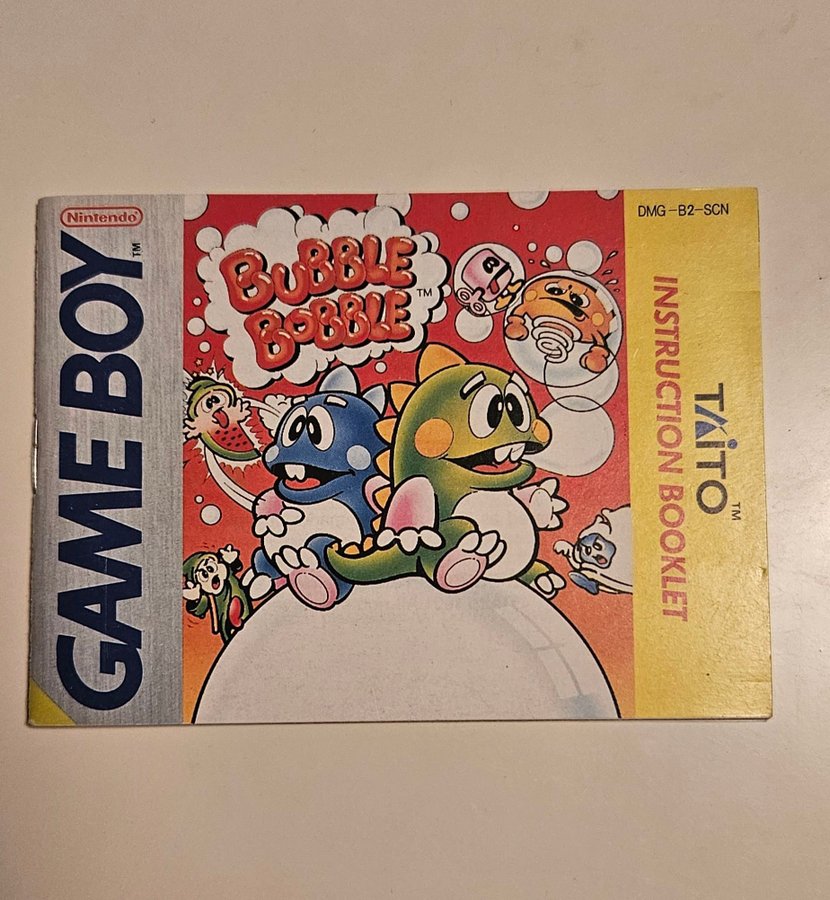 Nintendo®
GAME BOY™
BUBBLE
BOBBLE™
DMG-B2-SCN
TAITO™
INSTRUCTION BOOKLET